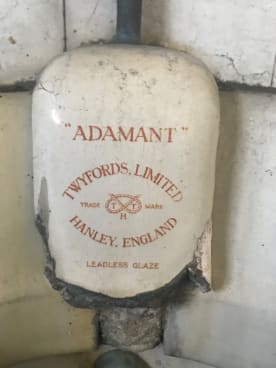 "ADAMANT"
TWYFORDS, LIMITED
TRADE MARK
T T
H
HANLEY, ENGLAND
LEADLESS GLAZE